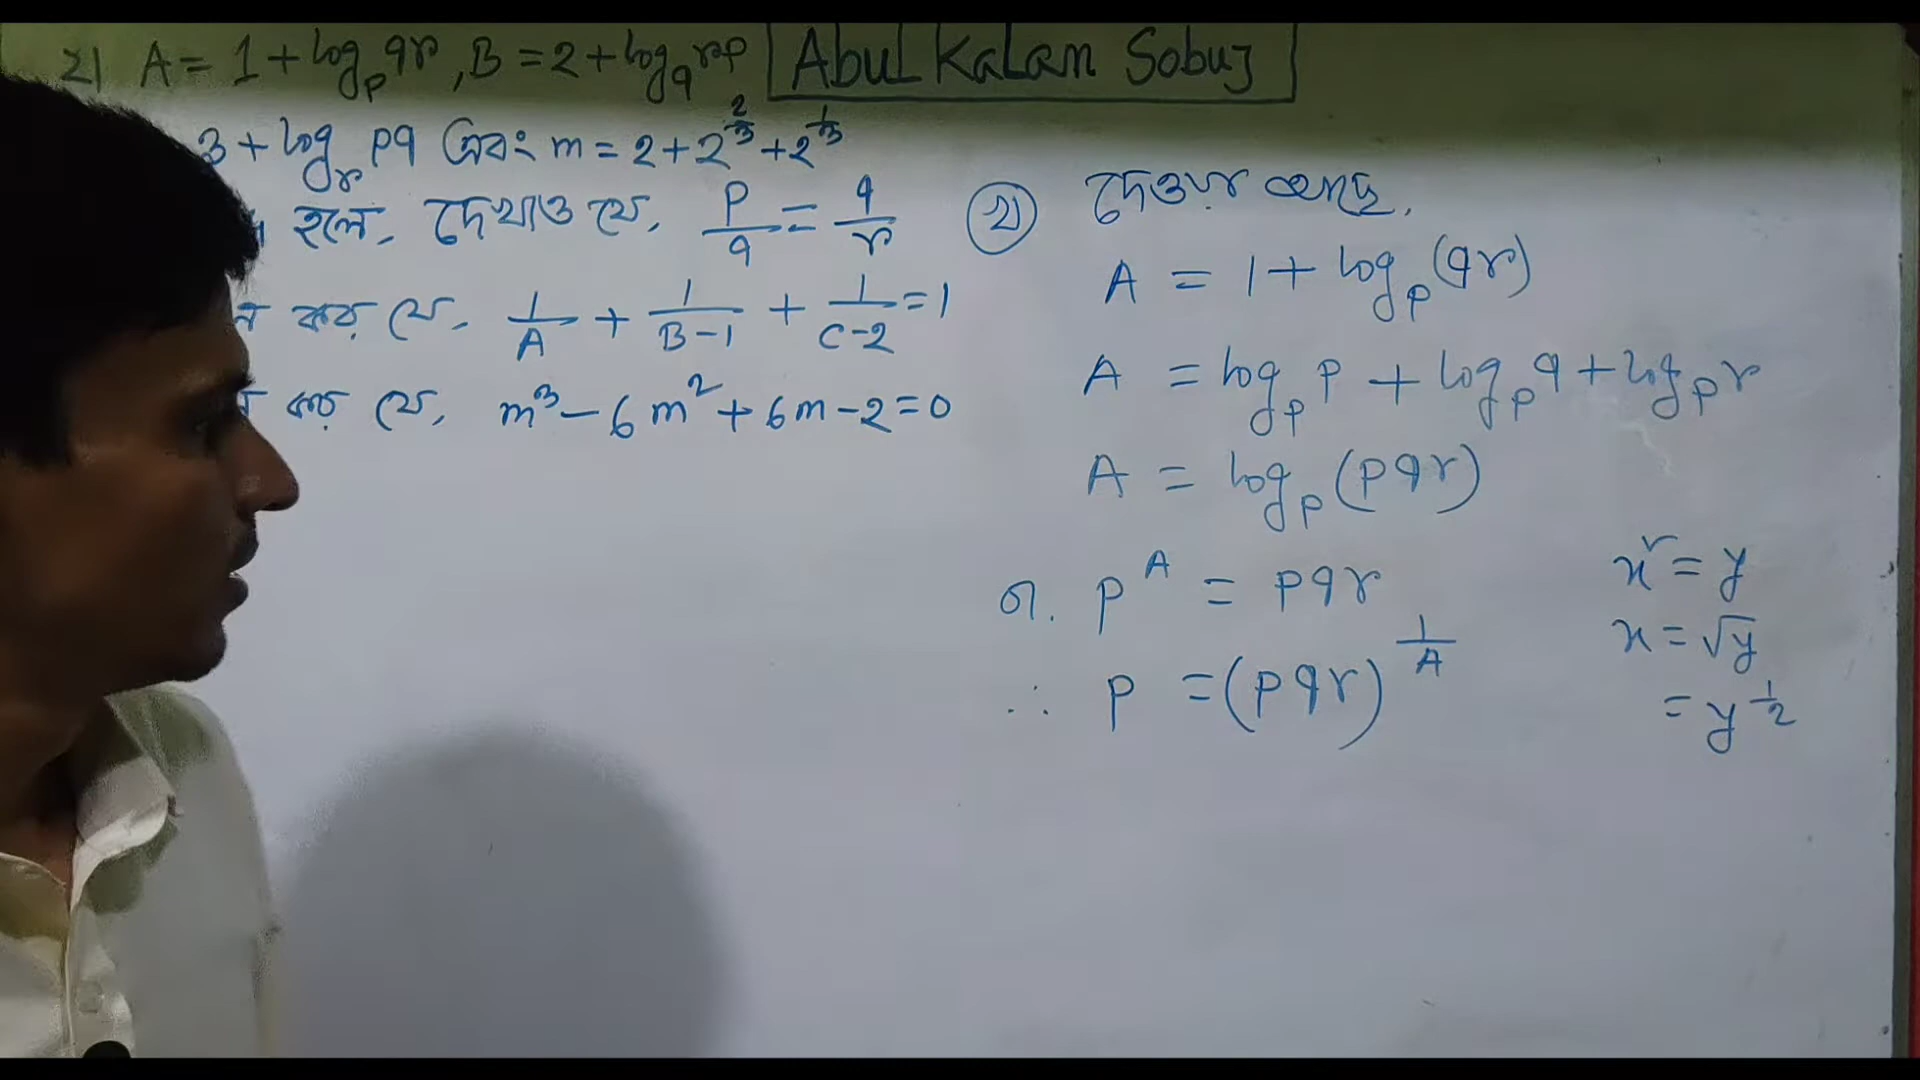 ২। A = 1 + log_p qr, B = 2 + log_q rp
Abul Kalam Sobuj
3 + log_r pq এবং m = 2 + 2^{2/3} + 2^{1/3}
হলে, দেখাও যে, p/q = q/r
কর যে, 1/A + 1/(B-1) + 1/(C-2) = 1
কর যে, m³ - 6m² + 6m - 2 = 0
(খ) দেওয়া আছে,
A = 1 + log_p (qr)
A = log_p p + log_p q + log_p r
A = log_p (pqr)
বা, p^A = pqr
∴ p = (pqr)^{1/A}
x² = y
x = √y
= y^{1/2}